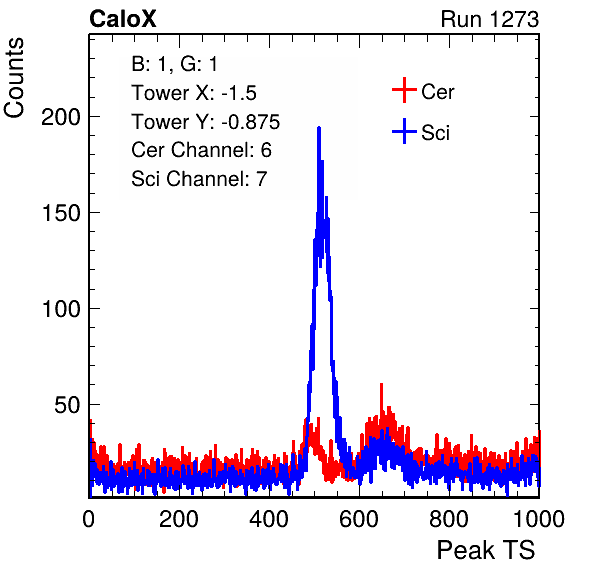 CaloX Run 1273
Counts
B: 1, G: 1
Tower X: -1.5
Tower Y: -0.875
Cer Channel: 6
Sci Channel: 7
Cer
Sci
200
150
100
50
0 200 400 600 800 1000
Peak TS